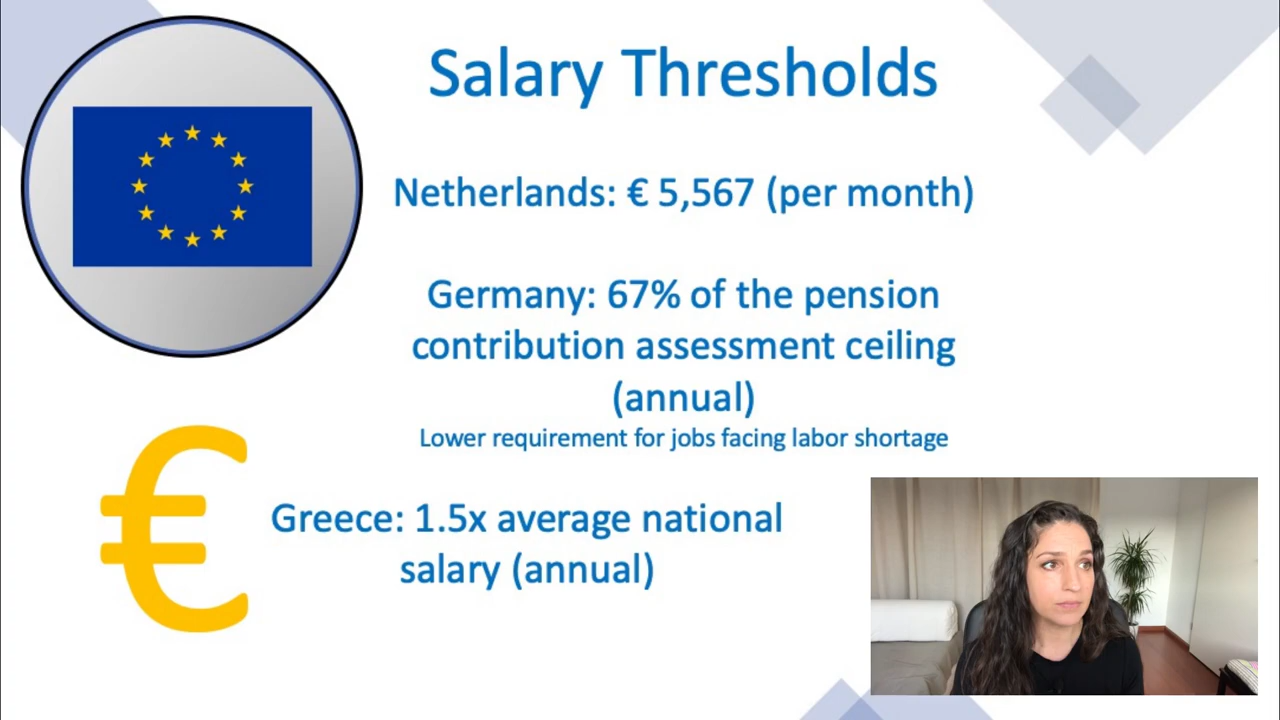 Salary Thresholds
Netherlands: € 5,567 (per month)
Germany: 67% of the pension
contribution assessment ceiling
(annual)
Lower requirement for jobs facing labor shortage
€
Greece: 1.5x average national
salary (annual)